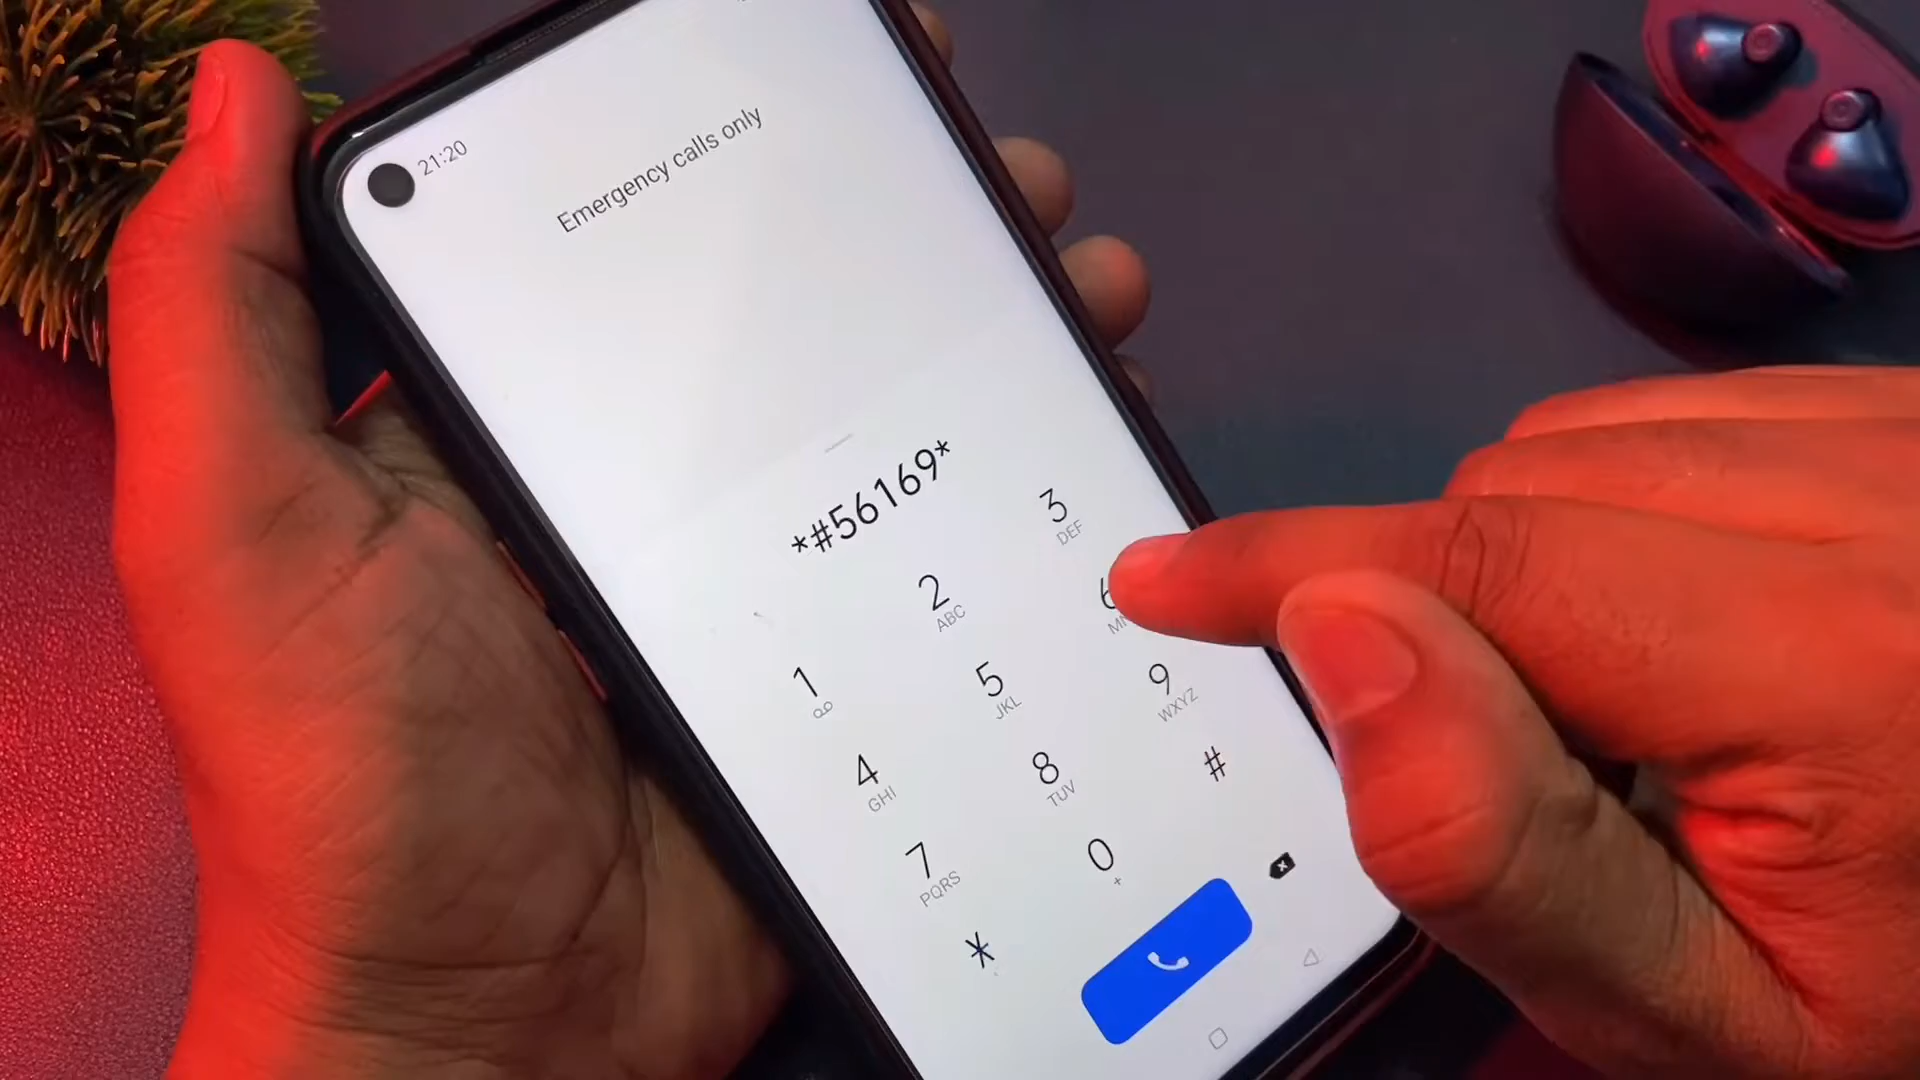 21:20
Emergency calls only
*#56169*
1
2 ABC
3 DEF
4 GHI
5 JKL
6
7 PQRS
8 TUV
9 WXYZ
*
0 +
#